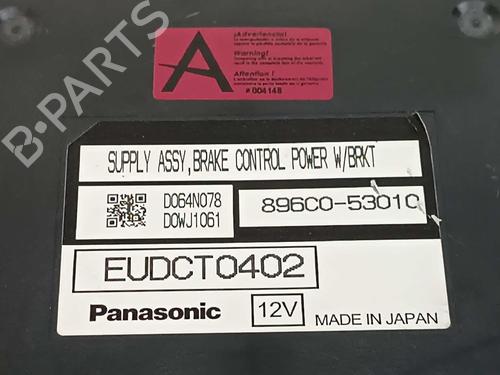 B-PARTS
A
¡Advertencia!
Warning!
Attention !
# 004148
SUPPLY ASSY, BRAKE CONTROL POWER W/BRKT
D064N078
D0WJ1061
896C0-53010
EUDCT0402
Panasonic
12V
MADE IN JAPAN